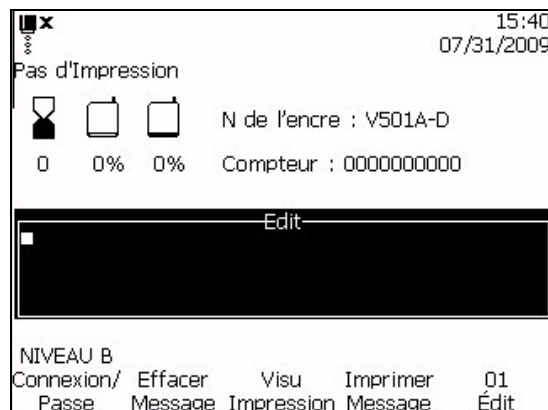 15:40
07/31/2009
Pas d'Impression
N de l'encre : V501A-D
0 0% 0% Compteur : 0000000000
Edit
NIVEAU B
Connexion/ Effacer Visu Imprimer 01
Passe Message Impression Message Édit